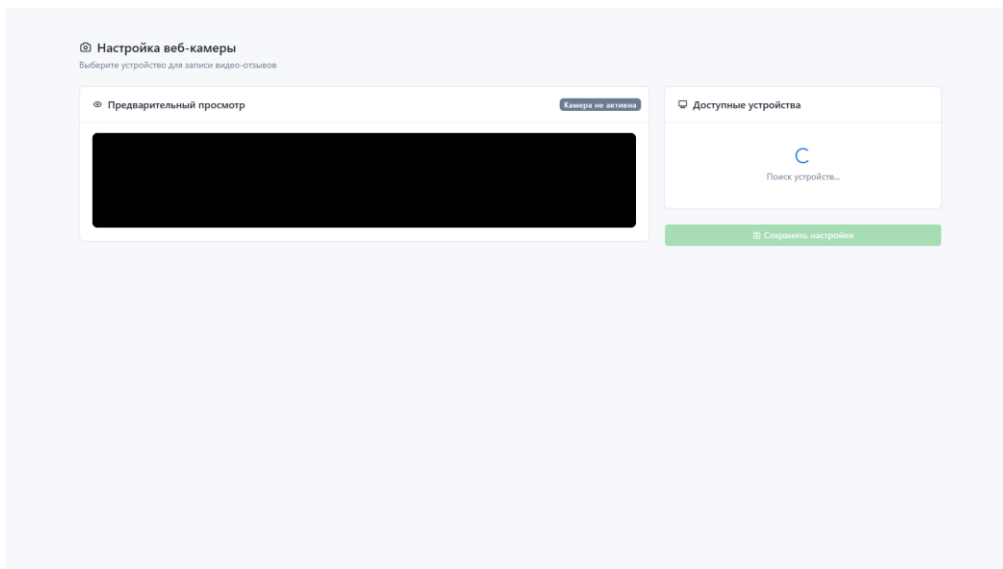 Настройка веб-камеры
Выберите устройство для записи видео-отзывов
Предварительный просмотр
Камера не активна
Доступные устройства
Поиск устройств...
Сохранить настройки